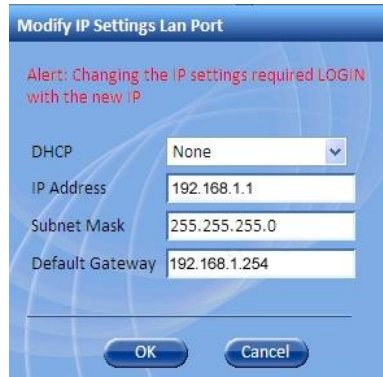 Modify IP Settings Lan Port
Alert: Changing the IP settings required LOGIN
with the new IP
DHCP None
IP Address 192.168.1.1
Subnet Mask 255.255.255.0
Default Gateway 192.168.1.254
OK Cancel